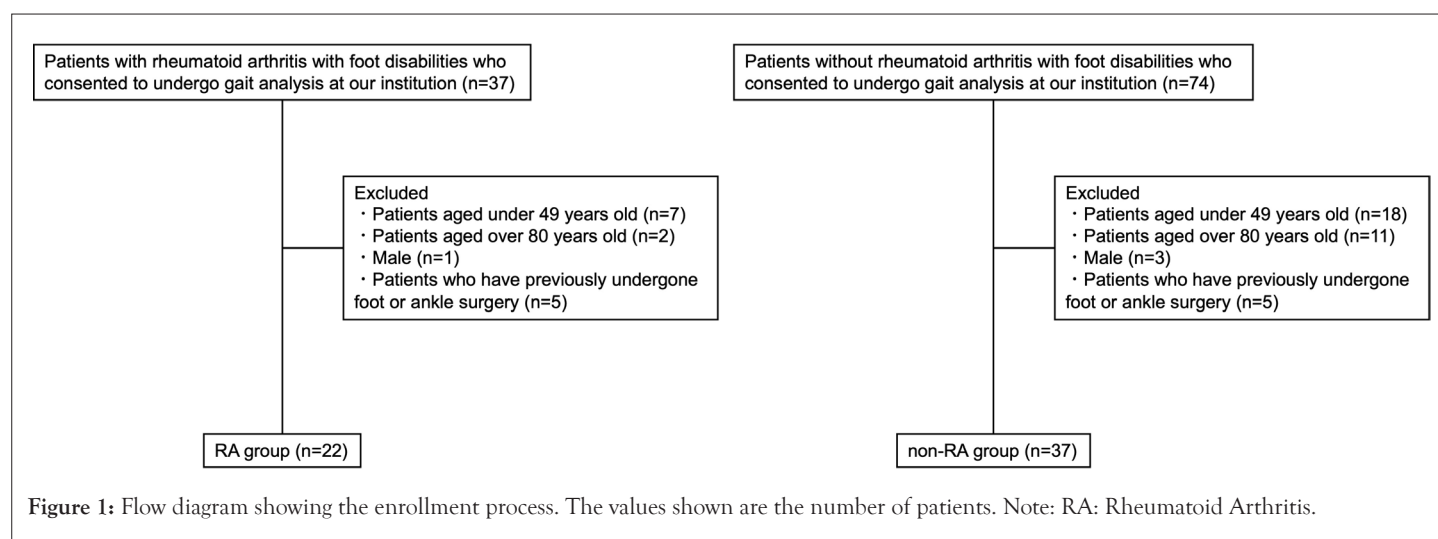 Patients with rheumatoid arthritis with foot disabilities who
consented to undergo gait analysis at our institution (n=37)
Excluded
・Patients aged under 49 years old (n=7)
・Patients aged over 80 years old (n=2)
・Male (n=1)
・Patients who have previously undergone
foot or ankle surgery (n=5)
RA group (n=22)
Patients without rheumatoid arthritis with foot disabilities who
consented to undergo gait analysis at our institution (n=74)
Excluded
・Patients aged under 49 years old (n=18)
・Patients aged over 80 years old (n=11)
・Male (n=3)
・Patients who have previously undergone
foot or ankle surgery (n=5)
non-RA group (n=37)
Figure 1: Flow diagram showing the enrollment process. The values shown are the number of patients. Note: RA: Rheumatoid Arthritis.